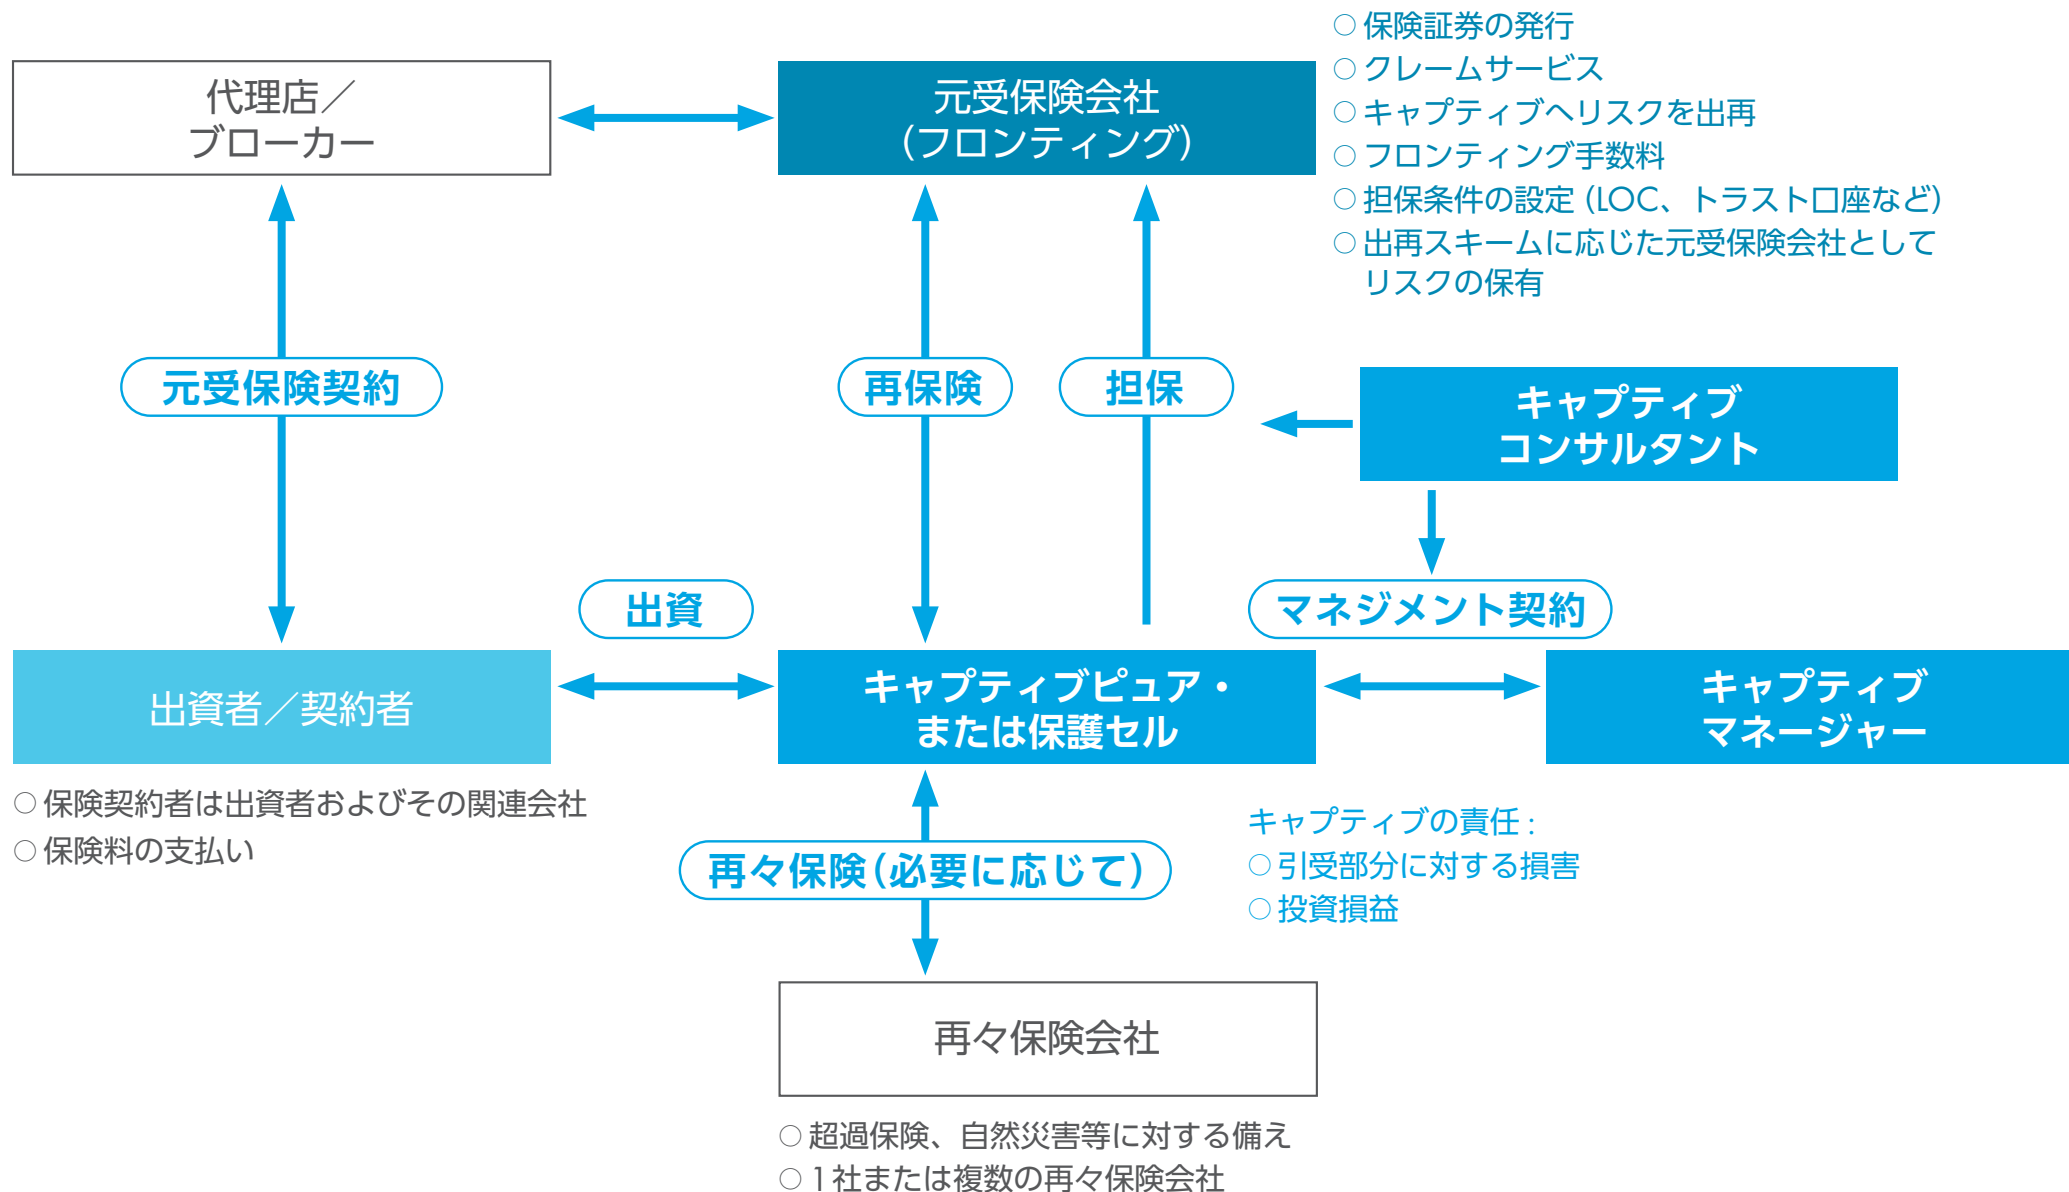 代理店／
ブローカー
元受保険会社
（フロンティング）
○ 保険証券の発行
○ クレームサービス
○ キャプティブへリスクを出再
○ フロンティング手数料
○ 担保条件の設定（LOC、トラスト口座など）
○ 出再スキームに応じた元受保険会社として
リスクの保有
元受保険契約
再保険
担保
キャプティブ
コンサルタント
出資
マネジメント契約
出資者／契約者
キャプティブピュア・
または保護セル
キャプティブ
マネージャー
○ 保険契約者は出資者およびその関連会社
○ 保険料の支払い
再々保険（必要に応じて）
キャプティブの責任 :
○ 引受部分に対する損害
○ 投資損益
再々保険会社
○ 超過保険、自然災害等に対する備え
○ 1社または複数の再々保険会社